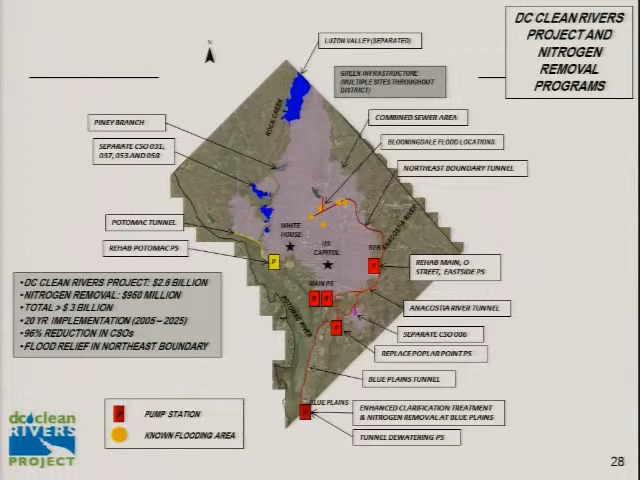 DC CLEAN RIVERS
PROJECT AND
NITROGEN
REMOVAL
PROGRAMS
N
LUZON VALLEY (SEPARATED)
GREEN INFRASTRUCTURE
(MULTIPLE SITES THROUGHOUT
DISTRICT)
ROCK CREEK
COMBINED SEWER AREA
PINEY BRANCH
BLOOMINGDALE FLOOD LOCATIONS
SEPARATE CSO 031,
037, 053 AND 058
NORTHEAST BOUNDARY TUNNEL
POTOMAC TUNNEL
WHITE
HOUSE
ANACOSTIA RIVER
REHAB POTOMAC PS
US
CAPITOL
P
P
REHAB MAIN, O
STREET, EASTSIDE PS
MAIN PS
POTOMAC RIVER
ANACOSTIA RIVER TUNNEL
SEPARATE CSO 006
REPLACE POPLAR POINT PS
BLUE PLAINS TUNNEL
BLUE PLAINS
ENHANCED CLARIFICATION TREATMENT
& NITROGEN REMOVAL AT BLUE PLAINS
TUNNEL DEWATERING PS
• DC CLEAN RIVERS PROJECT: $2.6 BILLION
• NITROGEN REMOVAL: $950 MILLION
• TOTAL > $ 3 BILLION
• 20 YR IMPLEMENTATION (2005 – 2025)
• 96% REDUCTION IN CSOs
• FLOOD RELIEF IN NORTHEAST BOUNDARY
P PUMP STATION
KNOWN FLOODING AREA
dc clean
RIVERS
PROJECT
28